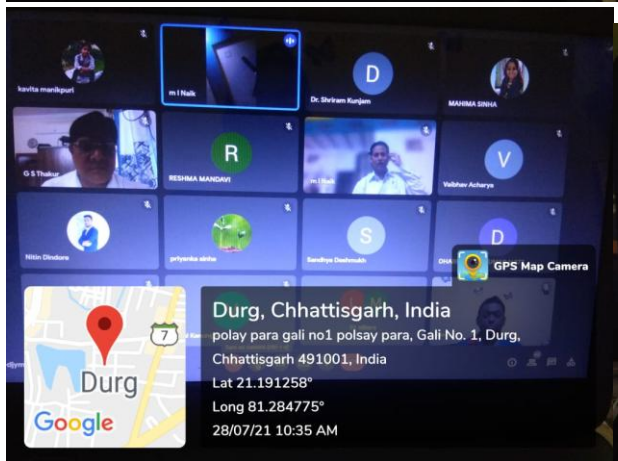 kavita manikpuri
m l Naik
D
Dr. Shriram Kunjam
MAHIMA SINHA
G S Thakur
R
RESHMA MANDAVI
m l Naik
V
Vaibhav Acharya
Nitin Dindore
priyanka sinha
S
Sandhya Deshmukh
D
GPS Map Camera
M
7
Durg
Google
Durg, Chhattisgarh, India
polay para gali no1 polsay para, Gali No. 1, Durg,
Chhattisgarh 491001, India
Lat 21.191258°
Long 81.284775°
28/07/21 10:35 AM